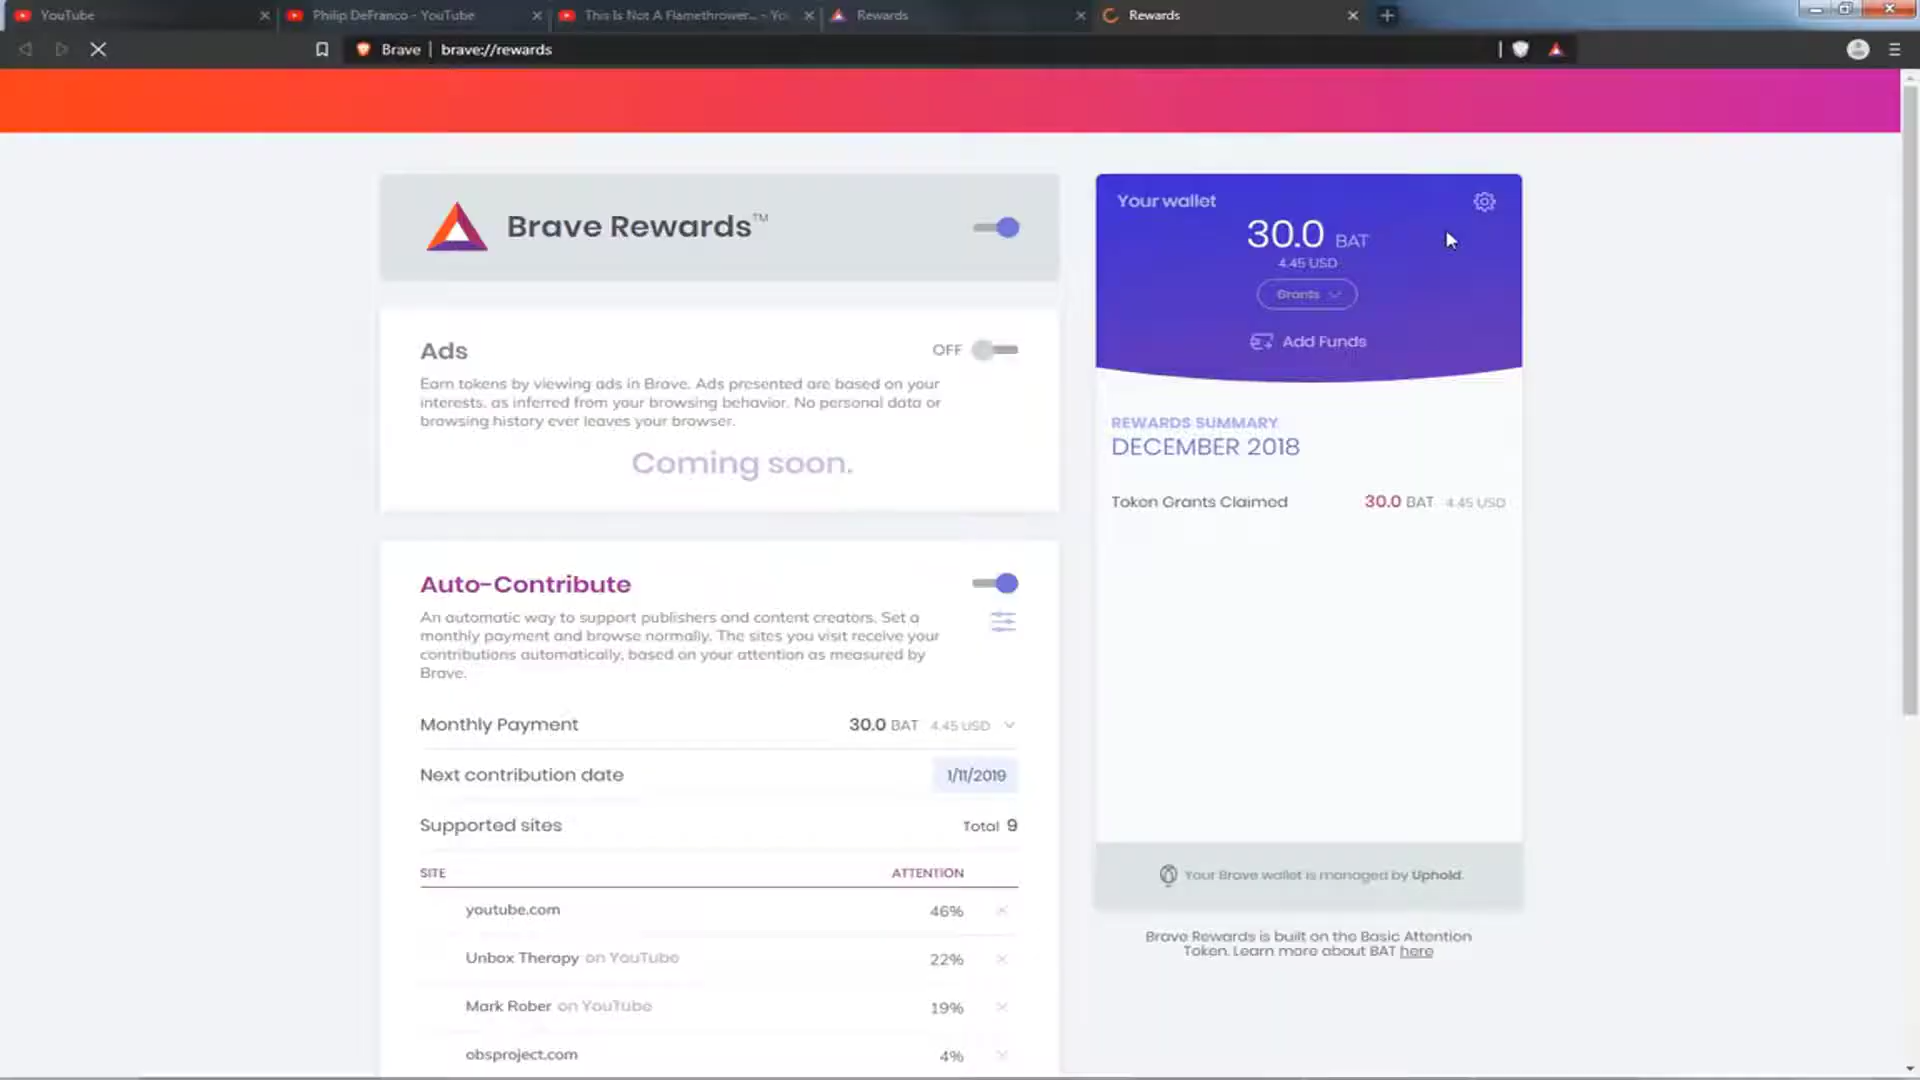 YouTube
Philip DeFranco - YouTube
This Is Not A Flamethrower... - Yo
Rewards
Rewards
Brave | brave://rewards
Brave Rewards™
Ads
OFF
Earn tokens by viewing ads in Brave. Ads presented are based on your
interests, as inferred from your browsing behavior. No personal data or
browsing history ever leaves your browser.
Coming soon.
Auto-Contribute
An automatic way to support publishers and content creators. Set a
monthly payment and browse normally. The sites you visit receive your
contributions automatically, based on your attention as measured by
Brave.
Monthly Payment 30.0 BAT 4.45 USD
Next contribution date 1/11/2019
Supported sites Total 9
SITE ATTENTION
youtube.com 46%
Unbox Therapy on YouTube 22%
Mark Rober on YouTube 19%
obsproject.com 4%
Your wallet
30.0 BAT
4.45 USD
Grants
Add Funds
REWARDS SUMMARY
DECEMBER 2018
Token Grants Claimed 30.0 BAT 4.45 USD
Your Brave wallet is managed by Uphold.
Brave Rewards is built on the Basic Attention
Token. Learn more about BAT here